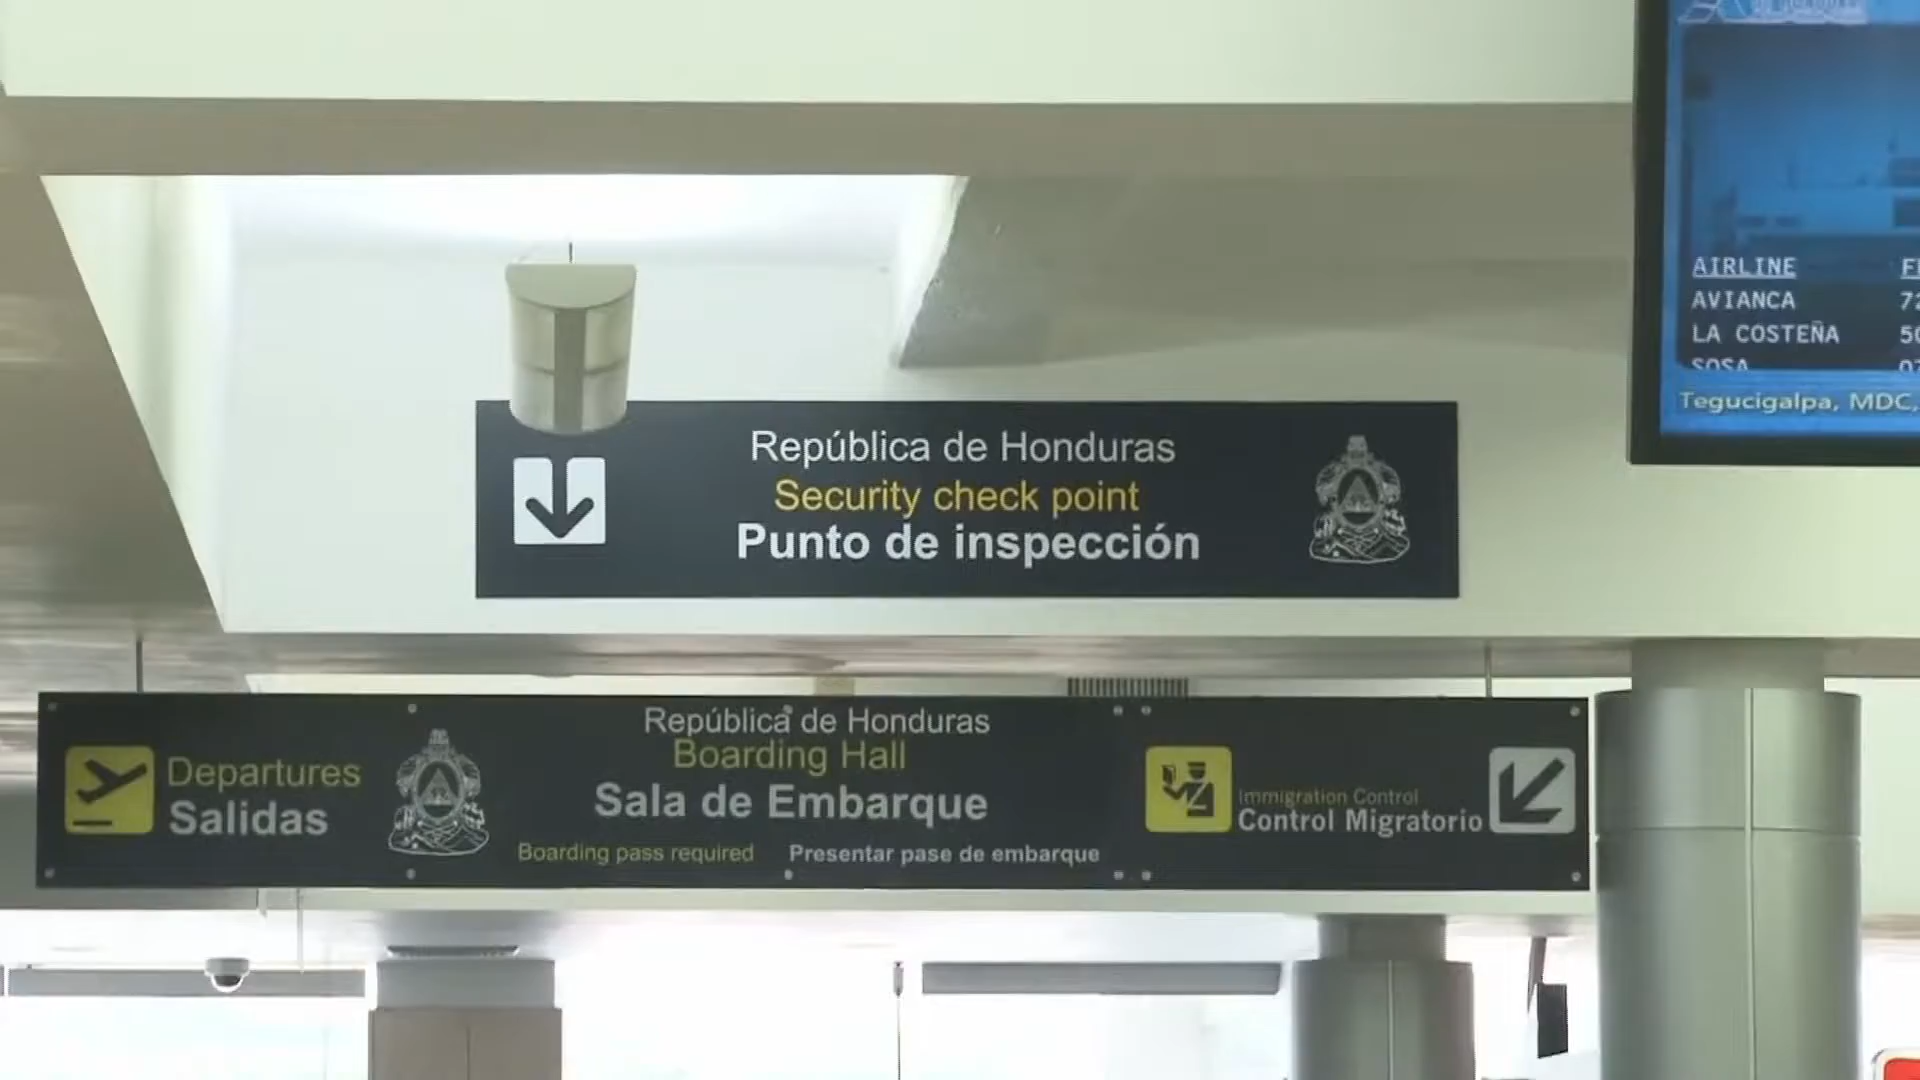 AIRLINE
AVIANCA
LA COSTEÑA
SOSA
Tegucigalpa, MDC,
República de Honduras
Security check point
Punto de inspección
Departures
Salidas
República de Honduras
Boarding Hall
Sala de Embarque
Boarding pass required Presentar pase de embarque
Immigration Control
Control Migratorio